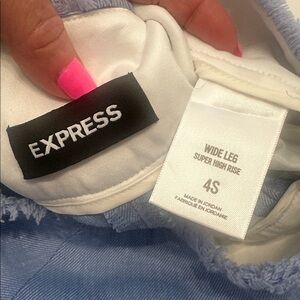 EXPRESS
WIDE LEG
SUPER HIGH RISE
4S
MADE IN JORDAN
FABRIQUÉ EN JORDANIE